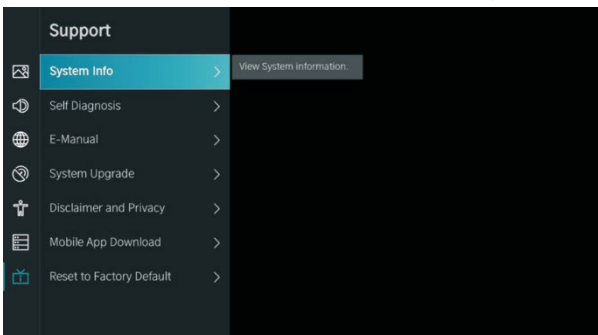 Support
System Info
View System information.
Self Diagnosis
E-Manual
System Upgrade
Disclaimer and Privacy
Mobile App Download
Reset to Factory Default